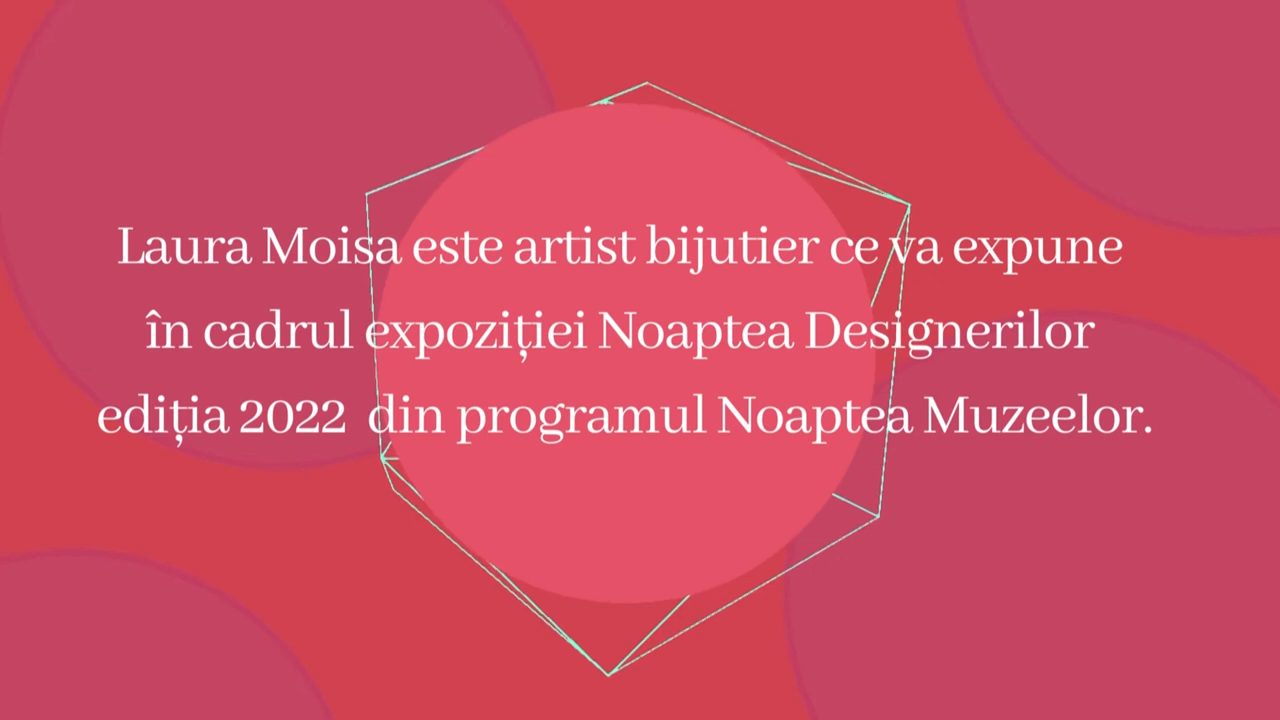 Laura Moisa este artist bijutier ce va expune
în cadrul expoziției Noaptea Designerilor
ediția 2022  din programul Noaptea Muzeelor.